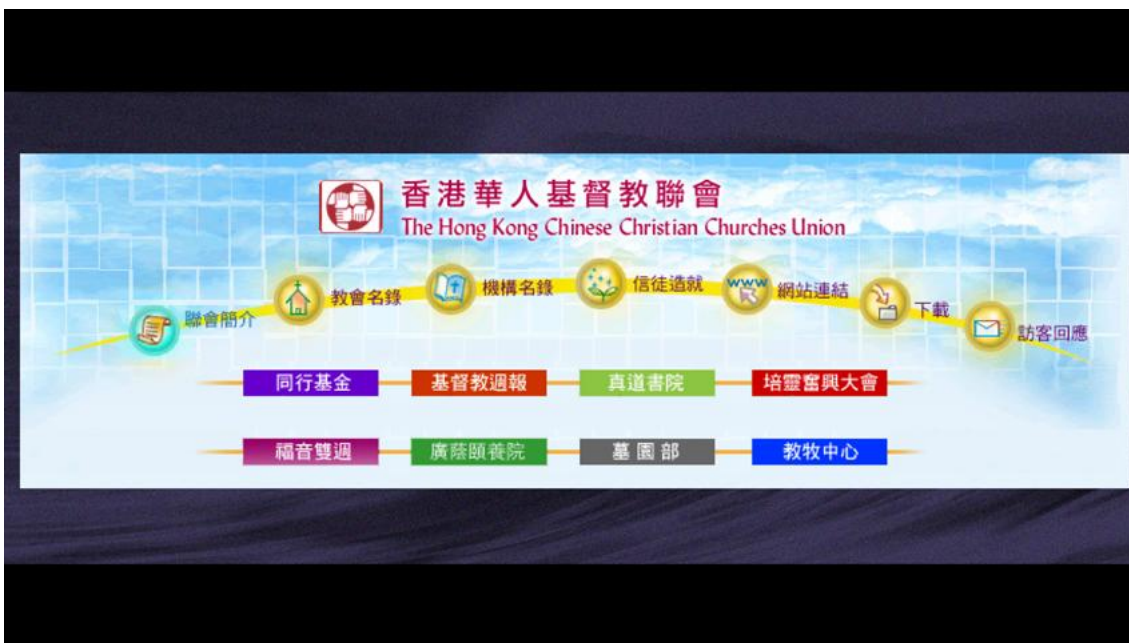 香港華人基督教聯會
The Hong Kong Chinese Christian Churches Union
聯會簡介
教會名錄
機構名錄
信徒造就
www
網站連結
下載
訪客回應
同行基金
基督教週報
真道書院
培靈奮興大會
福音雙週
廣蔭頤養院
墓園部
教牧中心